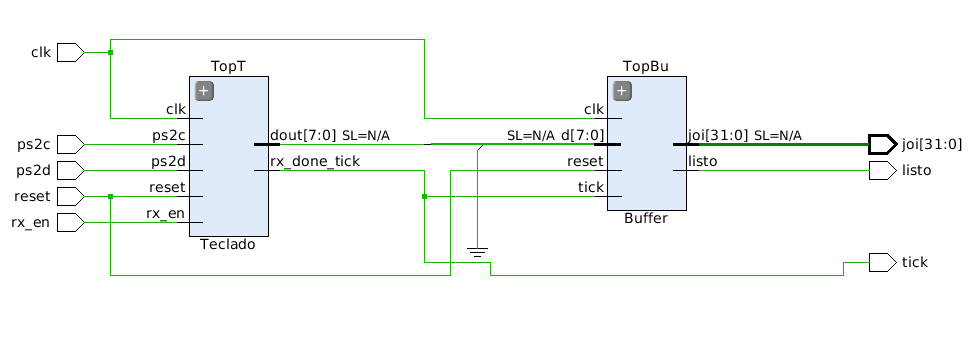 clk
ps2c
ps2d
reset
rx_en
TopT
+
clk
ps2c
ps2d
reset
rx_en
dout[7:0] SL=N/A
rx_done_tick
Teclado
TopBu
+
clk
SL=N/A d[7:0]
reset
tick
joi[31:0] SL=N/A
listo
Buffer
joi[31:0]
listo
tick